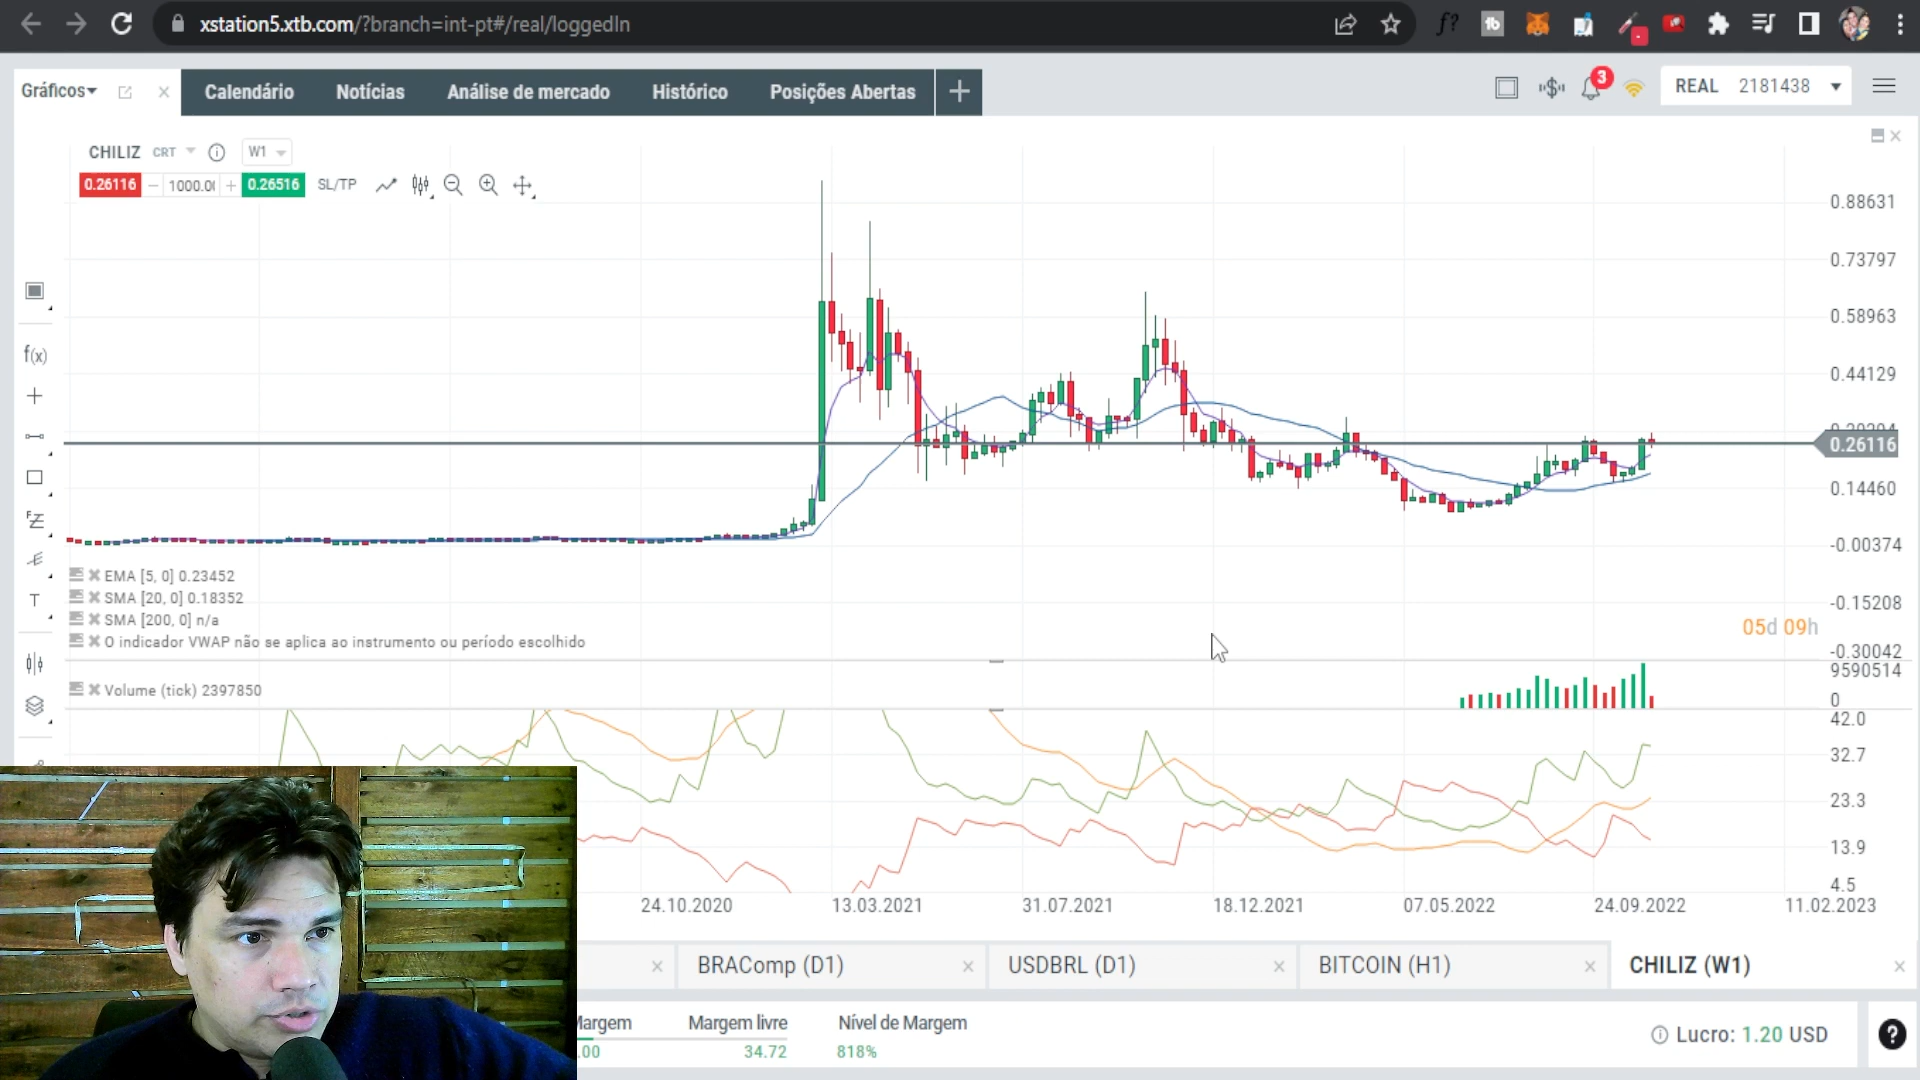 xstation5.xtb.com/?branch=int-pt#/real/loggedIn
f?
Gráficos
Calendário
Notícias
Análise de mercado
Histórico
Posições Abertas
3
REAL 2181438
CHILIZ CRT W1
0.26116 1000.00 0.26516 SL/TP
0.88631
0.73797
0.58963
0.44129
0.26116
0.14460
-0.00374
-0.15208
-0.30042
f(x)
T
EMA [5, 0] 0.23452
SMA [20, 0] 0.18352
SMA [200, 0] n/a
O indicador VWAP não se aplica ao instrumento ou período escolhido
05d 09h
Volume (tick) 2397850
9590514
0
42.0
32.7
23.3
13.9
4.5
24.10.2020 13.03.2021 31.07.2021 18.12.2021 07.05.2022 24.09.2022 11.02.2023
BRAComp (D1) USDBRL (D1) BITCOIN (H1) CHILIZ (W1)
Margem livre Nível de Margem
.00 34.72 818%
Lucro: 1.20 USD
?